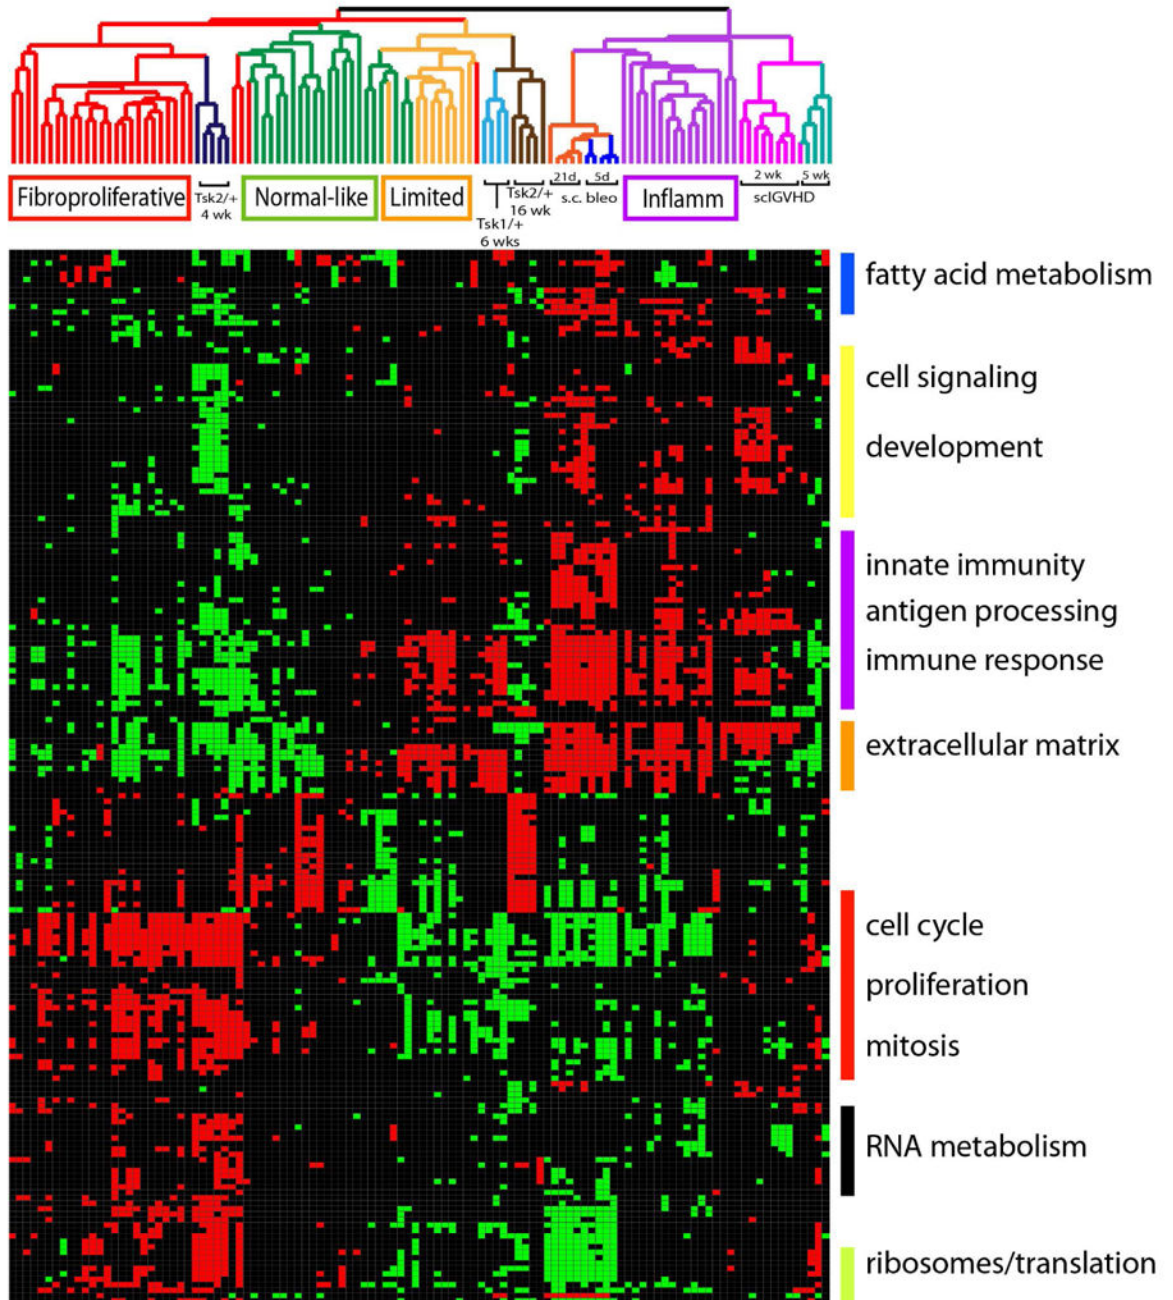 21d 5d 2 wk 5 wk
Fibroproliferative Tsk2/+ Normal-like Limited Tsk2/+ s.c. bleo Inflamm sclGVHD
4 wk 16 wk
Tsk1/+
6 wks
fatty acid metabolism
cell signaling
development
innate immunity
antigen processing
immune response
extracellular matrix
cell cycle
proliferation
mitosis
RNA metabolism
ribosomes/translation